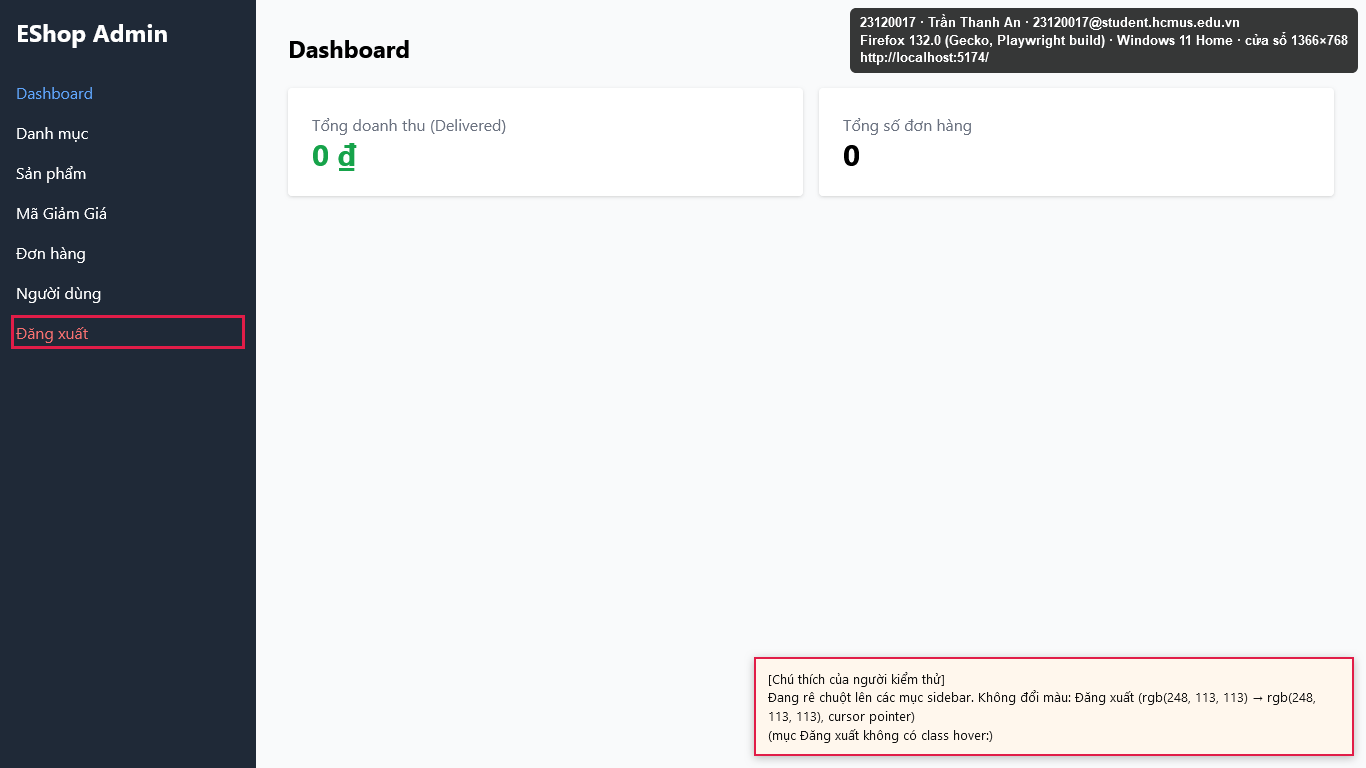 EShop Admin
Dashboard
Danh mục
Sản phẩm
Mã Giảm Giá
Đơn hàng
Người dùng
Đăng xuất
Dashboard
23120017 · Trần Thanh An · 23120017@student.hcmus.edu.vn
Firefox 132.0 (Gecko, Playwright build) · Windows 11 Home · cửa sổ 1366×768
http://localhost:5174/
Tổng doanh thu (Delivered)
0 ₫
Tổng số đơn hàng
0
[Chú thích của người kiểm thử]
Đang rê chuột lên các mục sidebar. Không đổi màu: Đăng xuất (rgb(248, 113, 113) → rgb(248,
113, 113), cursor pointer)
(mục Đăng xuất không có class hover:)